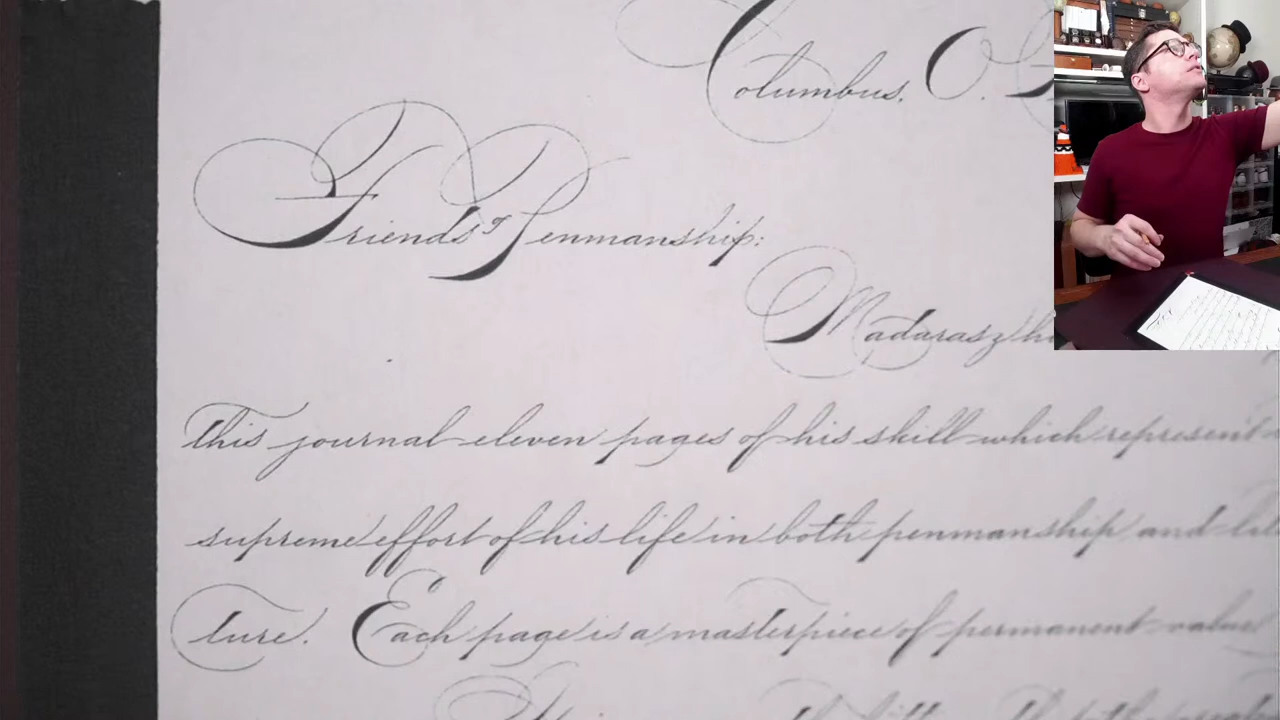 Columbus, O.
Friends of Penmanship:
Madarasz
this journal eleven pages of his skill which represent
supreme effort of his life in both penmanship and
ture. Each page is a masterpiece of permanent value